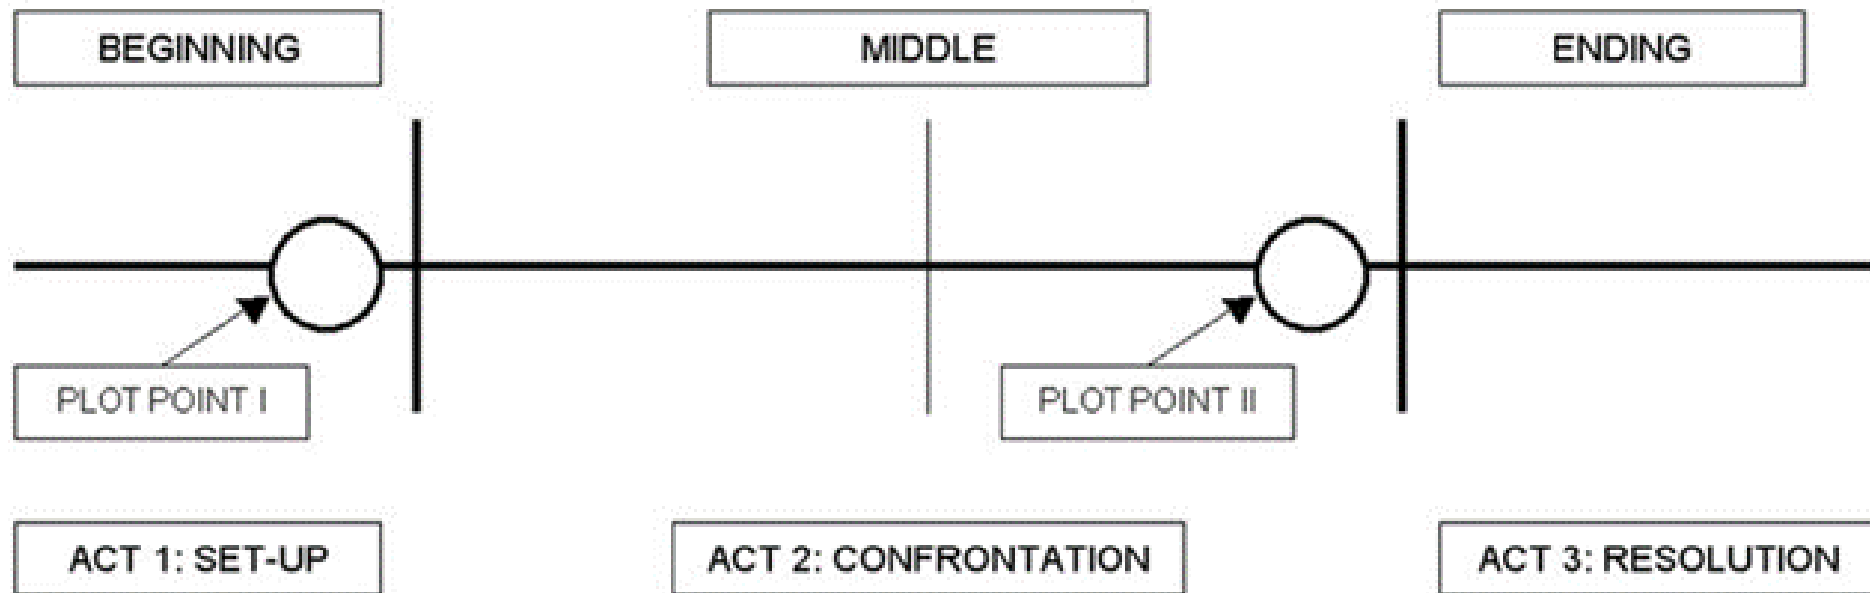 BEGINNING
MIDDLE
ENDING
PLOT POINT I
PLOT POINT II
ACT 1: SET-UP
ACT 2: CONFRONTATION
ACT 3: RESOLUTION